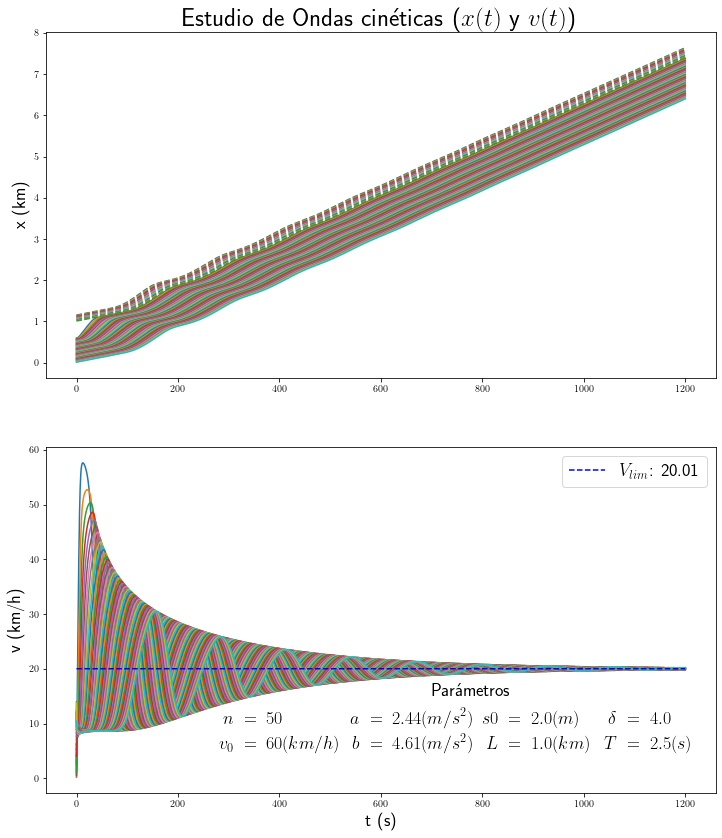 Estudio de Ondas cinéticas (x(t) y v(t))
8
7
6
5
4
3
2
1
0
x (km)
0 200 400 600 800 1000 1200
60
50
40
30
20
10
0
v (km/h)
V_lim: 20.01
Parámetros
n = 50 a = 2.44(m/s²) s0 = 2.0(m) δ = 4.0
v₀ = 60(km/h) b = 4.61(m/s²) L = 1.0(km) T = 2.5(s)
0 200 400 600 800 1000 1200
t (s)